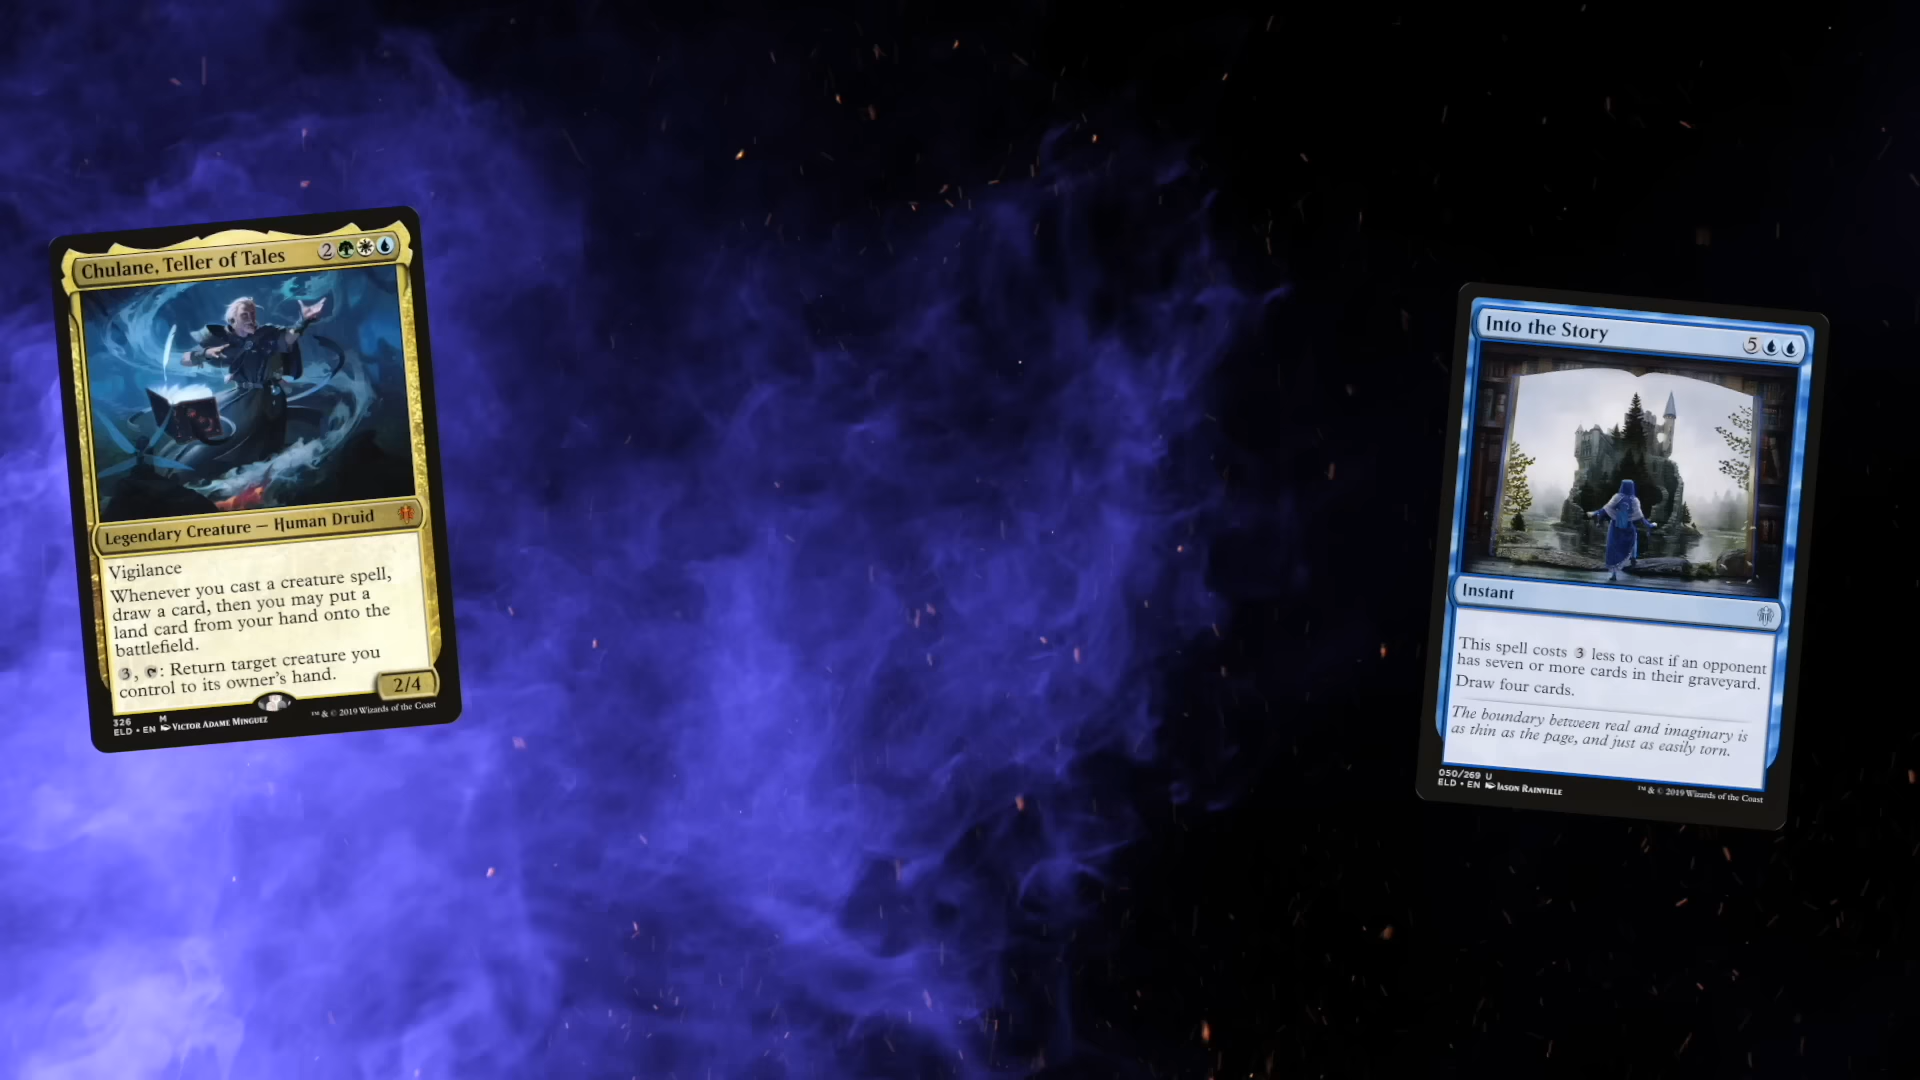 Chulane, Teller of Tales 2
Legendary Creature — Human Druid
Vigilance
Whenever you cast a creature spell,
draw a card, then you may put a
land card from your hand onto the
battlefield.
3, : Return target creature you
control to its owner's hand.
2/4
326 M
ELD • EN Victor Adame Minguez
™ & © 2019 Wizards of the Coast
Into the Story 5
Instant
This spell costs 3 less to cast if an opponent
has seven or more cards in their graveyard.
Draw four cards.
The boundary between real and imaginary is
as thin as the page, and just as easily torn.
050/269 U
ELD • EN Jason Rainville
™ & © 2019 Wizards of the Coast